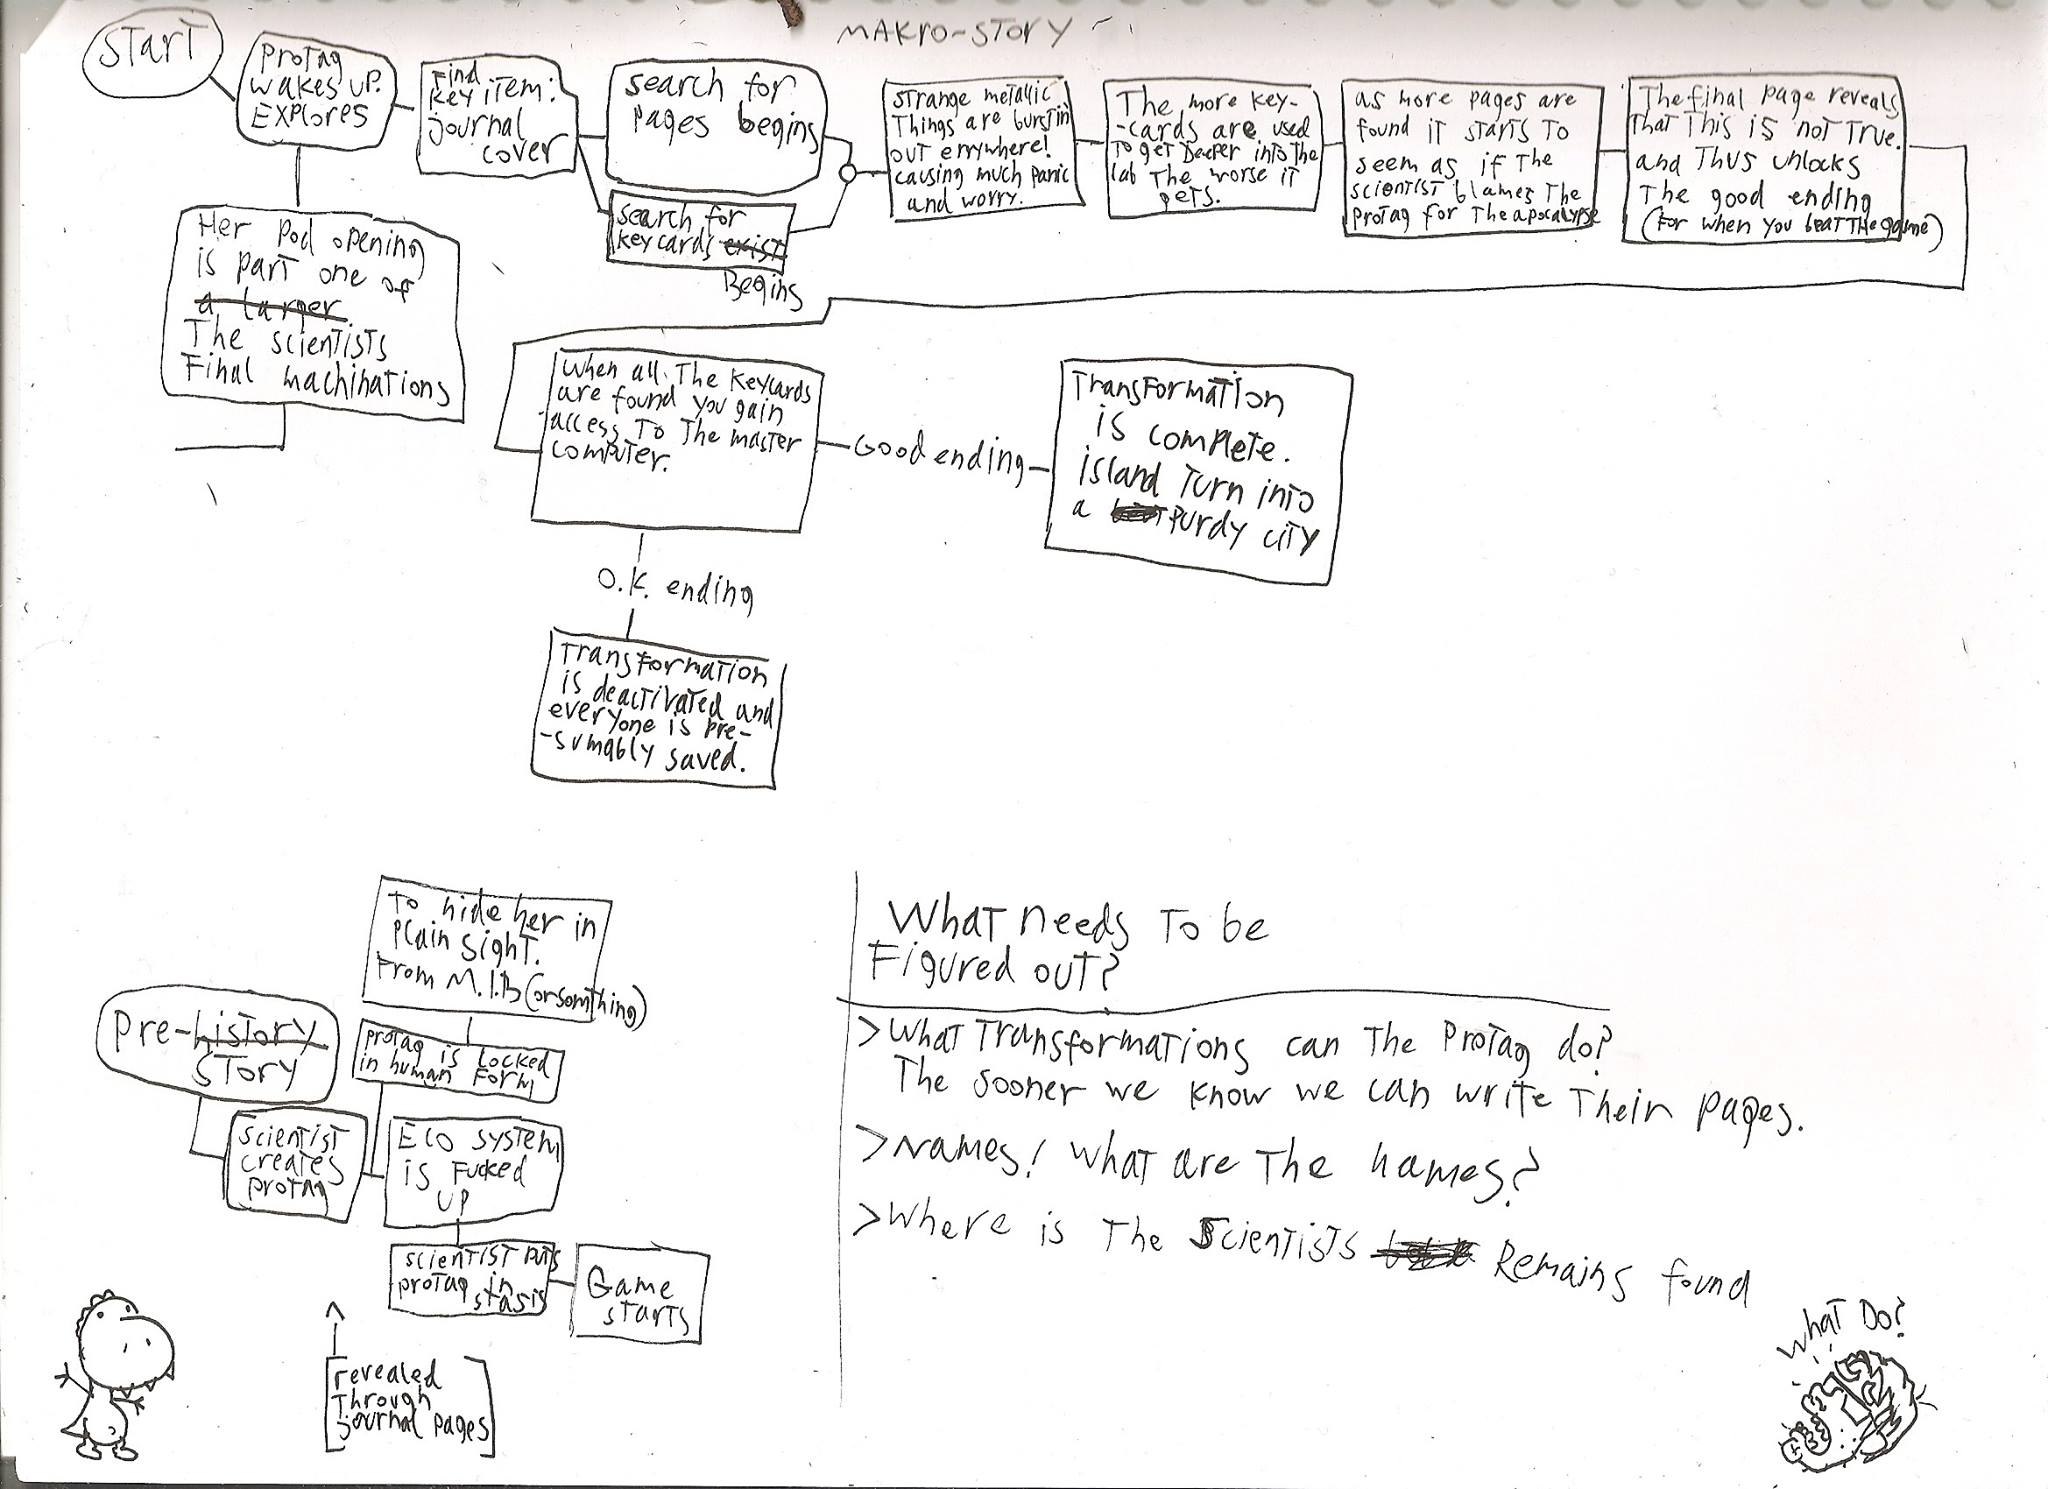 MAKRO-STORY
START
Protag
wakes up.
Explores
Find
Key item:
journal
cover
search for
pages begins
search for
keycards exist
Begins
strange metallic
Things are burstin
out errywhere!
causing much panic
and worry.
The more key-
-cards are used
To get Deeper into The
lab The worse it
gets.
as more pages are
found it starts to
seem as if The
scientist blames The
Protag for The apocalypse
The final page reveals
That This is not True.
and Thus unlocks
The good ending
(for when you beat The game)
Her pod opening
is part one of
a larger
The scientists
Final machinations
When all The Keycards
are found you gain
access To The master
computer.
Good ending
Transformation
is complete.
island Turn into
a purdy city
O.K. ending
Transformation
is deactivated and
everyone is pre-
-sumably saved.
To hide her in
plain sight.
From M.I.B (or somthing)
Pre-history
story
protag is locked
in human form
scientist
creates
protag
Eco system
is Fucked
up
scientist puts
protag in
stasis
Game
starts
revealed
Through
journal pages
What needs to be
Figured out?
>What Transformations can The Protag do?
The sooner we know we can write Their pages.
>Names! What are The names?
>Where is The Scientists Remains found
What Do?